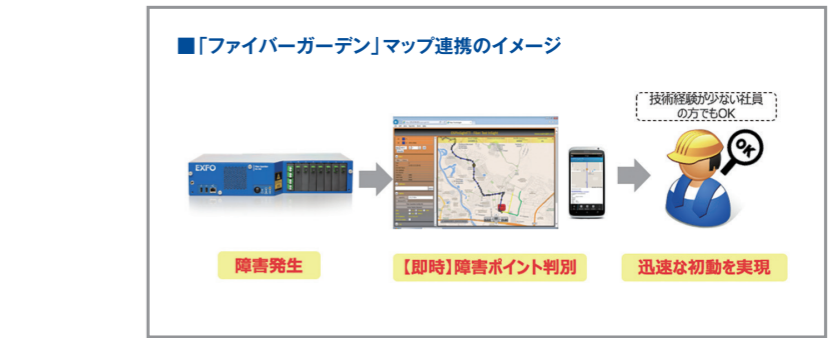 ■「ファイバーガーデン」マップ連携のイメージ
技術経験が少ない社員
の方でもOK
EXFO
OK
障害発生
【即時】障害ポイント判別
迅速な初動を実現